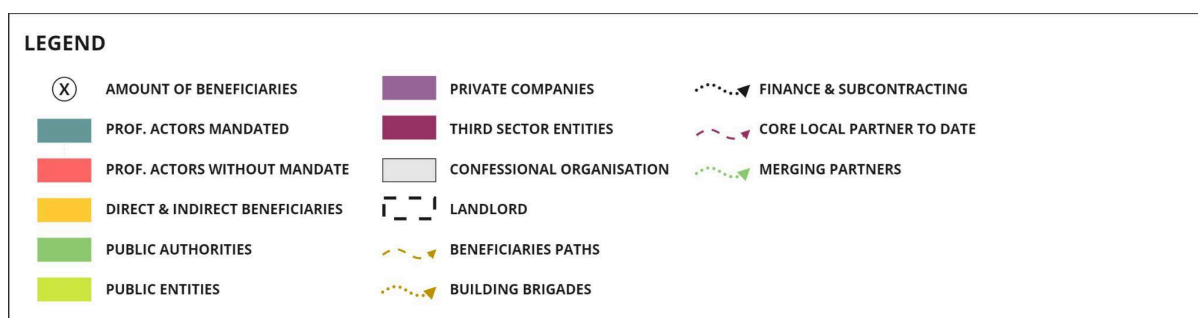 LEGEND
X
AMOUNT OF BENEFICIARIES
PROF. ACTORS MANDATED
PROF. ACTORS WITHOUT MANDATE
DIRECT & INDIRECT BENEFICIARIES
PUBLIC AUTHORITIES
PUBLIC ENTITIES
PRIVATE COMPANIES
THIRD SECTOR ENTITIES
CONFESSIONAL ORGANISATION
LANDLORD
BENEFICIARIES PATHS
BUILDING BRIGADES
FINANCE & SUBCONTRACTING
CORE LOCAL PARTNER TO DATE
MERGING PARTNERS